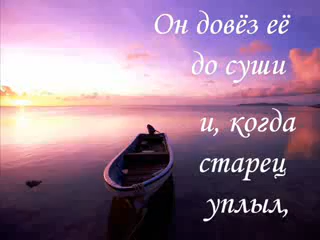 Он довёз её
до суши
и, когда
старец
уплыл,